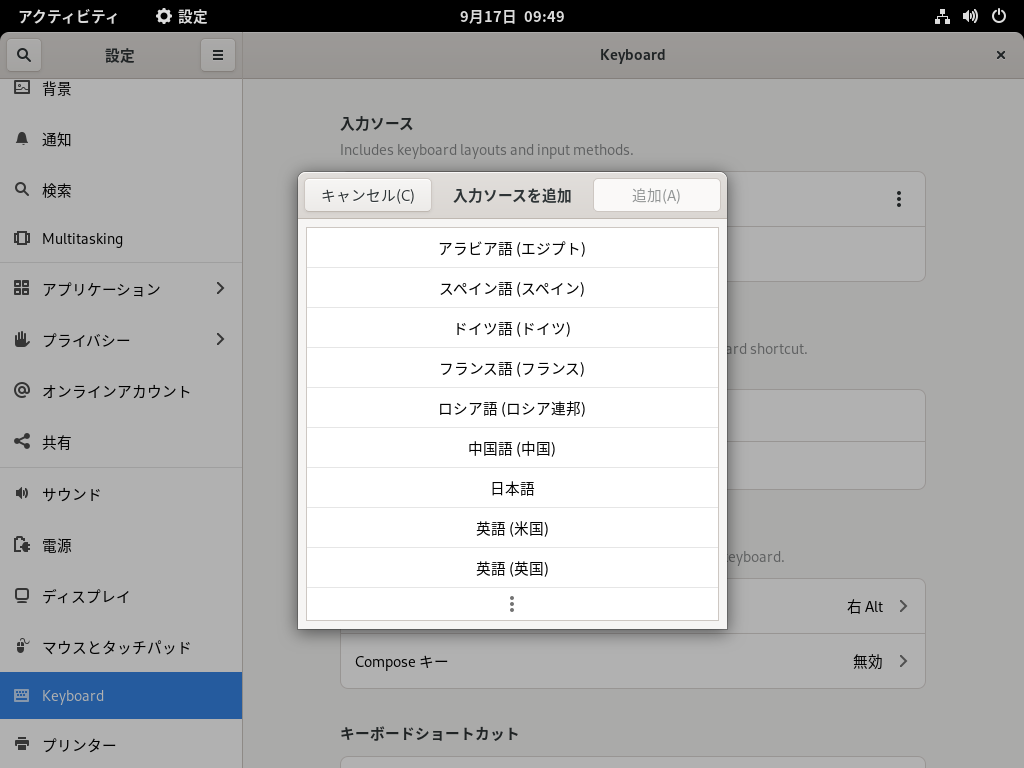 アクティビティ 設定 9月17日 09:49
設定 Keyboard
背景
通知
検索
Multitasking
アプリケーション
プライバシー
オンラインアカウント
共有
サウンド
電源
ディスプレイ
マウスとタッチパッド
Keyboard
プリンター
入力ソース
Includes keyboard layouts and input methods.
キャンセル(C) 入力ソースを追加 追加(A)
アラビア語 (エジプト)
スペイン語 (スペイン)
ドイツ語 (ドイツ)
フランス語 (フランス)
ロシア語 (ロシア連邦)
中国語 (中国)
日本語
英語 (米国)
英語 (英国)
shortcut.
右 Alt
Compose キー 無効
キーボードショートカット